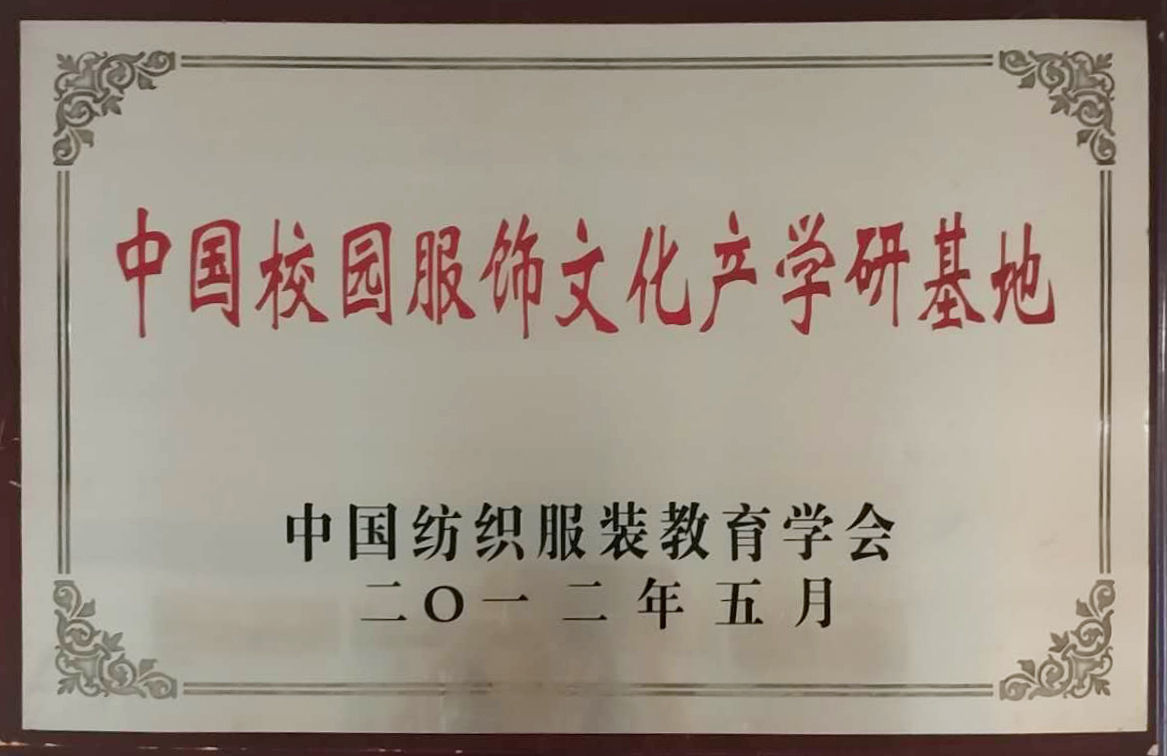 中国校园服饰文化产学研基地
中国纺织服装教育学会
二〇一二年五月